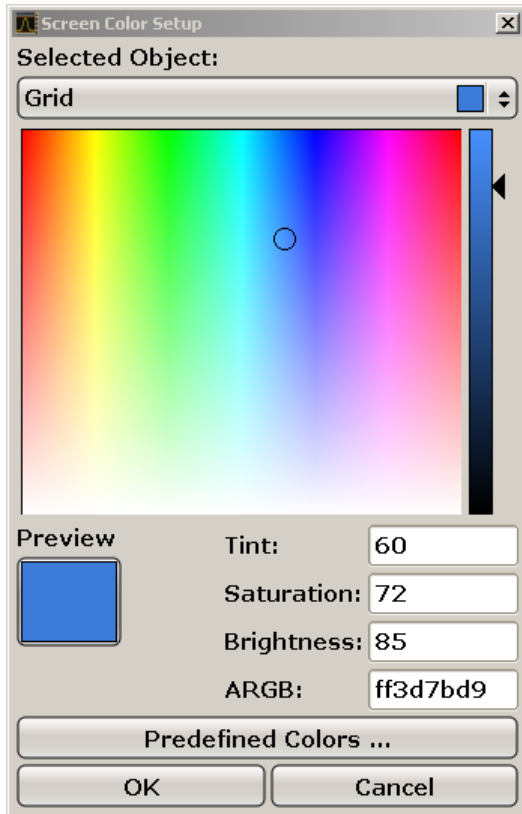 Screen Color Setup
Selected Object:
Grid
Preview
Tint: 60
Saturation: 72
Brightness: 85
ARGB: ff3d7bd9
Predefined Colors ...
OK Cancel